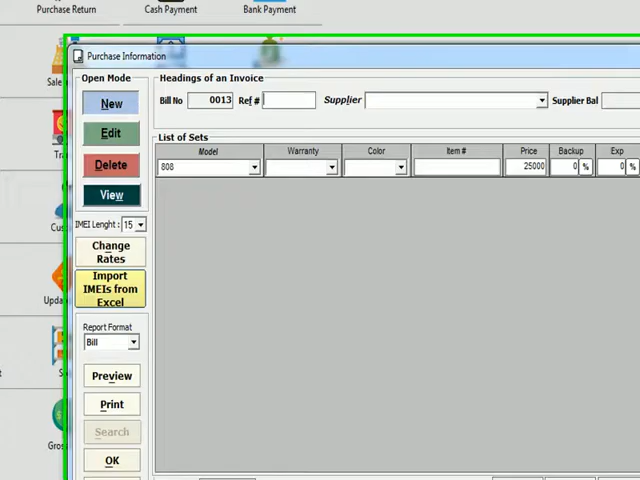 Purchase Return Cash Payment Bank Payment
Purchase Information
Open Mode
Headings of an Invoice
New
Bill No 0013 Ref # Supplier Supplier Bal
Edit
List of Sets
Model Warranty Color Item # Price Backup Exp
Delete
808 25000 0 % 0 %
View
IMEI Lenght : 15
Change
Rates
Import
IMEIs from
Excel
Report Format
Bill
Preview
Print
Search
OK